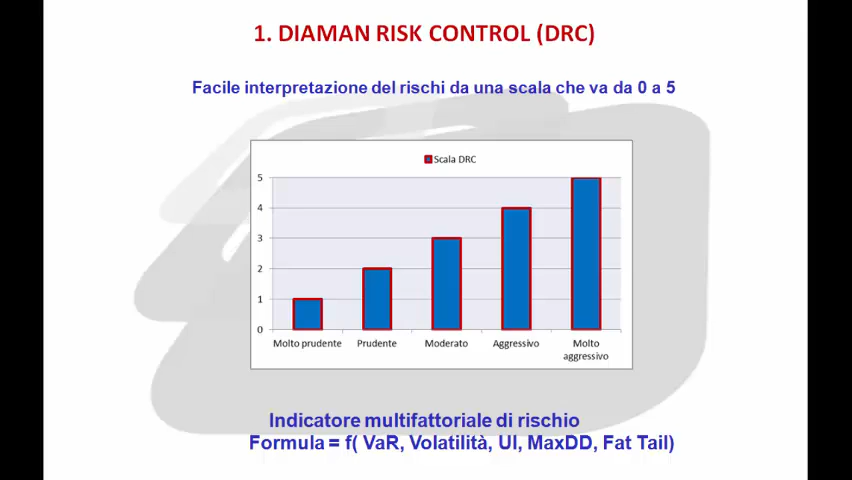 1. DIAMAN RISK CONTROL (DRC)
Facile interpretazione del rischi da una scala che va da 0 a 5
Scala DRC
5
4
3
2
1
0
Molto prudente Prudente Moderato Aggressivo Molto
aggressivo
Indicatore multifattoriale di rischio
Formula = f( VaR, Volatilità, UI, MaxDD, Fat Tail)